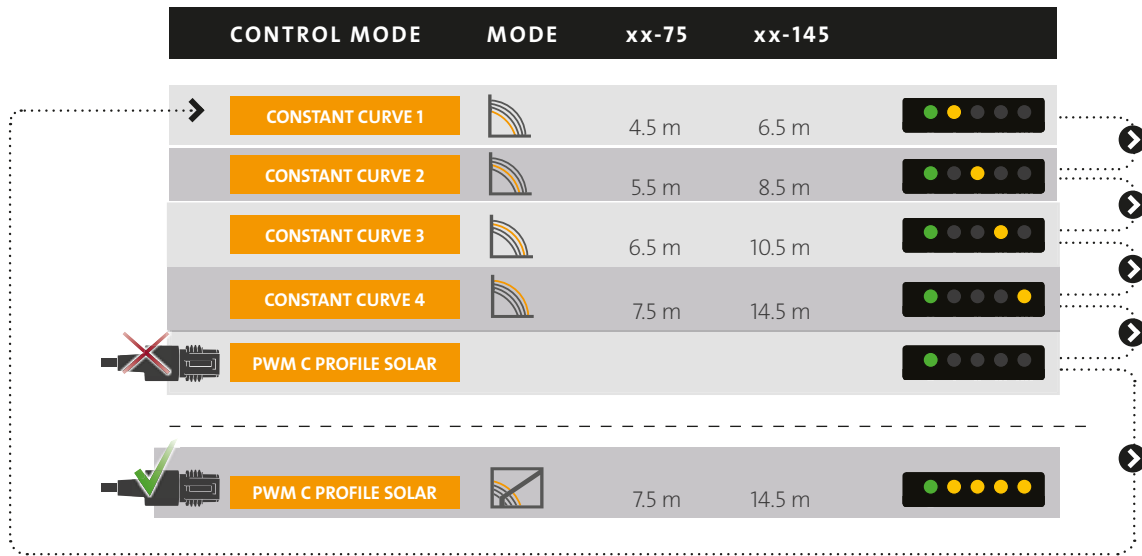 CONTROL MODE MODE xx-75 xx-145
CONSTANT CURVE 1 4.5 m 6.5 m
CONSTANT CURVE 2 5.5 m 8.5 m
CONSTANT CURVE 3 6.5 m 10.5 m
CONSTANT CURVE 4 7.5 m 14.5 m
PWM C PROFILE SOLAR
PWM C PROFILE SOLAR 7.5 m 14.5 m